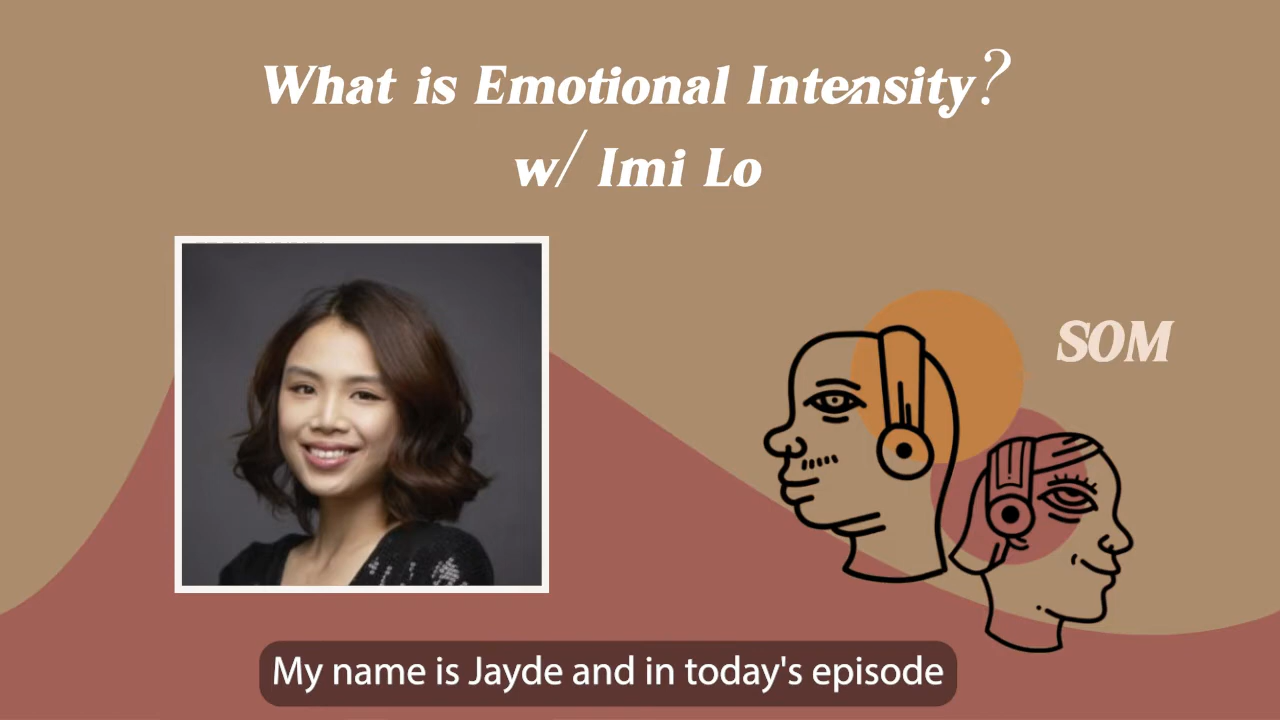 What is Emotional Intensity?
w/ Imi Lo
SOM
My name is Jayde and in today's episode